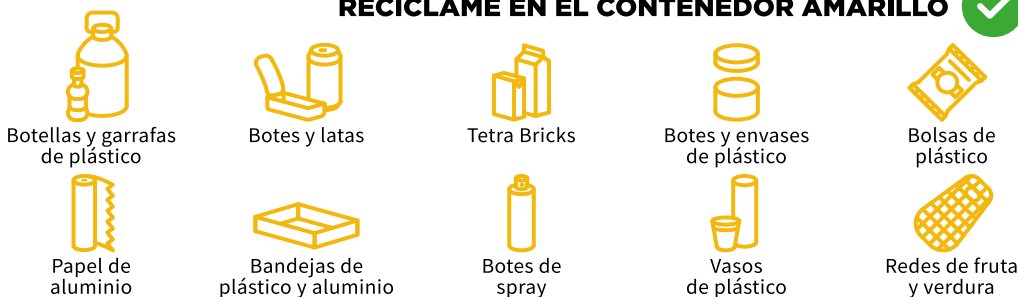 RECÍCLAME EN EL CONTENEDOR AMARILLO
Botellas y garrafas
de plástico
Botes y latas
Tetra Bricks
Botes y envases
de plástico
Bolsas de
plástico
Papel de
aluminio
Bandejas de
plástico y aluminio
Botes de
spray
Vasos
de plástico
Redes de fruta
y verdura